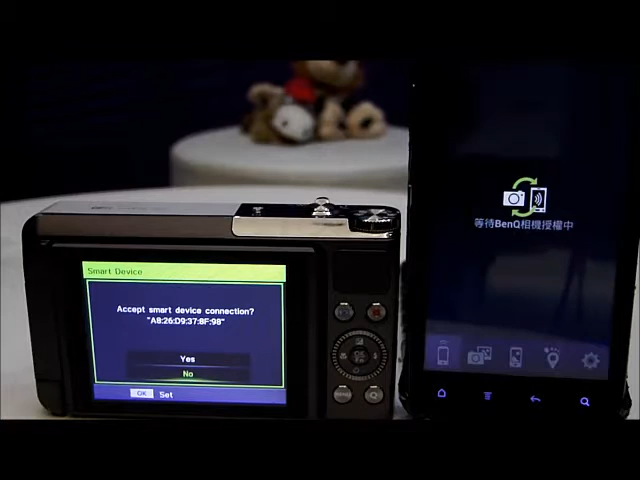 Smart Device
Accept smart device connection?
"A8:26:D9:37:8F:98"
Yes
No
OK Set
等待BenQ相機授權中
MENU